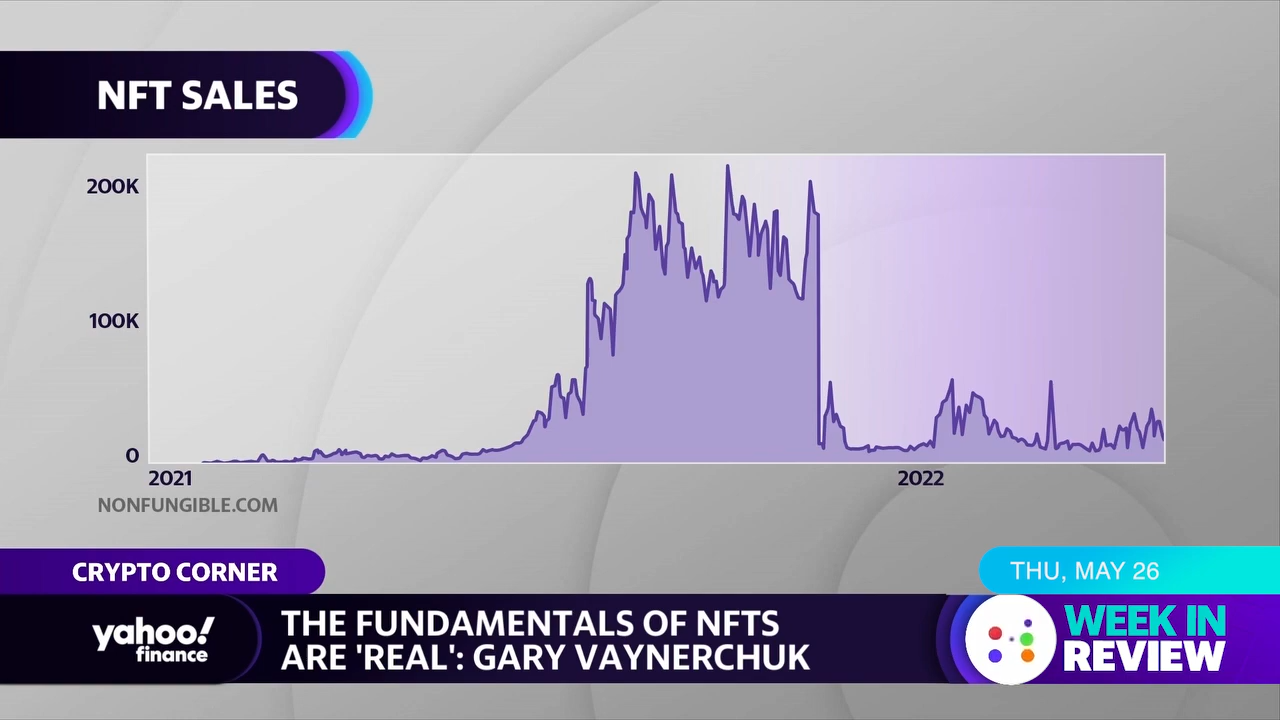 NFT SALES
200K
100K
0
2021
2022
NONFUNGIBLE.COM
CRYPTO CORNER
THU, MAY 26
yahoo!
finance
THE FUNDAMENTALS OF NFTS
ARE 'REAL': GARY VAYNERCHUK
WEEK IN
REVIEW